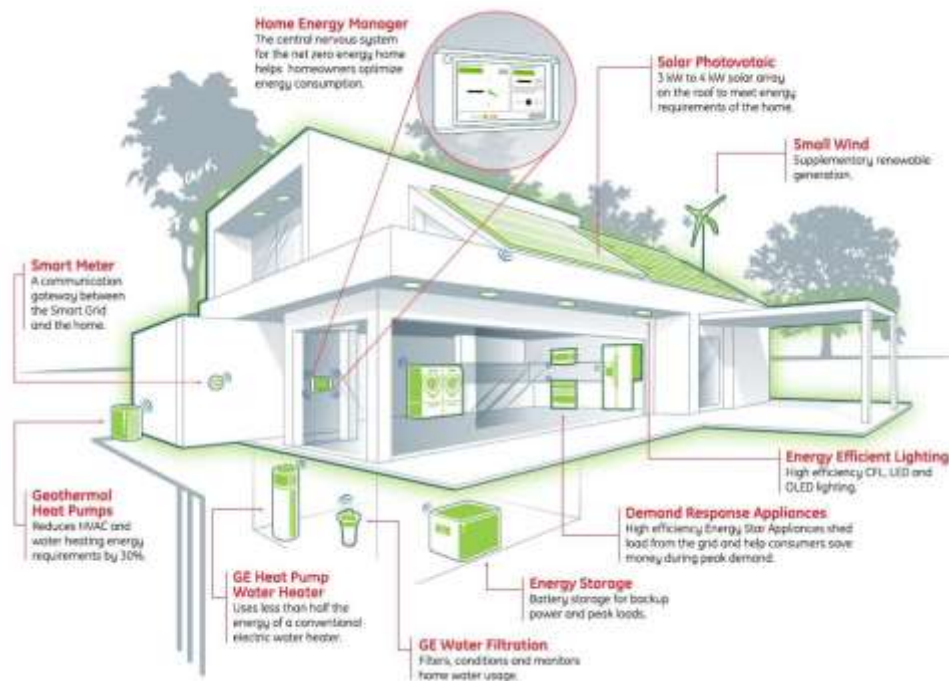 Home Energy Manager
The central nervous system
for the net zero energy home
helps homeowners optimize
energy consumption.
Solar Photovotaic
3 kW to 4 kW solar array
on the roof to meet energy
requirements of the home.
Small Wind
Supplementary renewable
generation.
Smart Meter
A communication
gateway between
the Smart Grid
and the home.
Geothermal
Heat Pumps
Reduces HVAC and
water heating energy
requirements by 30%.
Energy Efficient Lighting
High efficiency CFL, LED and
OLED lighting.
Demand Response Appliances
High efficiency Energy Star Appliances shed
load from the grid and help consumers save
money during peak demand.
GE Heat Pump
Water Heater
Uses less than half the
energy of a conventional
electric water heater.
Energy Storage
Battery storage for backup
power and peak loads.
GE Water Filtration
Filters, conditions and monitors
home water usage.